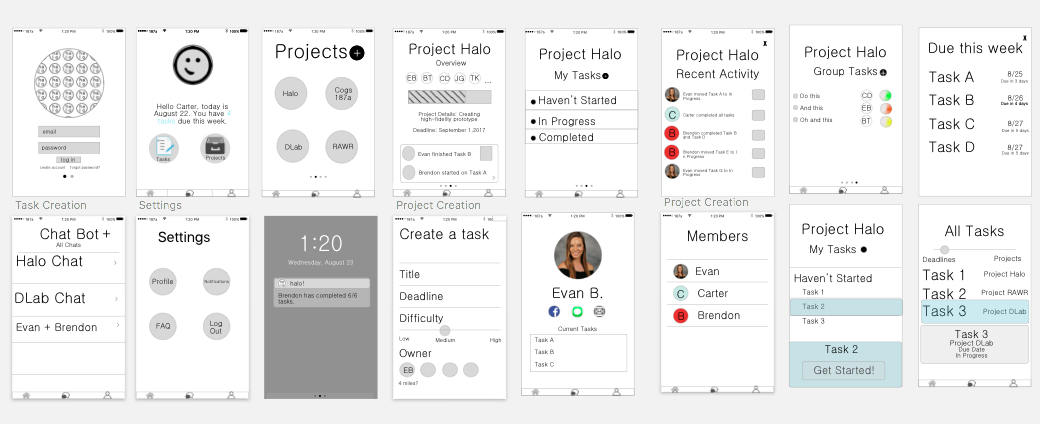 email
password
log in
create account forgot password?
Hello Carter, today is
August 22. You have 4
tasks due this week.
Tasks
Projects
Projects
Halo
Cogs
187a
DLab
RAWR
Project Halo
Overview
EB BT CD JG TK ...
Project Details: Creating
high-fidelity prototype
Deadline: September 1,2017
Evan finished Task B
Brendon started on Task A
Project Halo
My Tasks
Haven't Started
In Progress
Completed
Project Halo
Recent Activity
Evan moved Task A to In
Progress
Carter completed all tasks
Brendon completed Task B
and Task D
Brendon moved Task E to I
n Progress
Evan moved Task G to In
Progress
Project Halo
Group Tasks
Do this CD
And this EB
Oh and this BT
Due this week
Task A 8/25
Due in 3 days
Task B 8/26
Due in 4 days
Task C 8/27
Due in 5 days
Task D 8/27
Due in 5 days
Task Creation
Settings
Project Creation
Project Creation
Chat Bot +
All Chats
Halo Chat
DLab Chat
Evan + Brendon
Settings
Profile
Notifications
FAQ
Log
Out
1:20
Wednesday, August 23
halo!
Brendon has completed 6/6
tasks.
Create a task
Title
Deadline
Difficulty
Low Medium High
Owner
EB
4 miles?
Evan B.
Current Tasks
Task A
Task B
Task C
Members
Evan
C Carter
B Brendon
Project Halo
My Tasks
Haven't Started
Task 1
Task 2
Task 3
Task 2
Get Started!
All Tasks
Deadlines Projects
Task 1 Project Halo
Task 2 Project RAWR
Task 3 Project DLab
Task 3
Project DLab
Due Date
In Progress